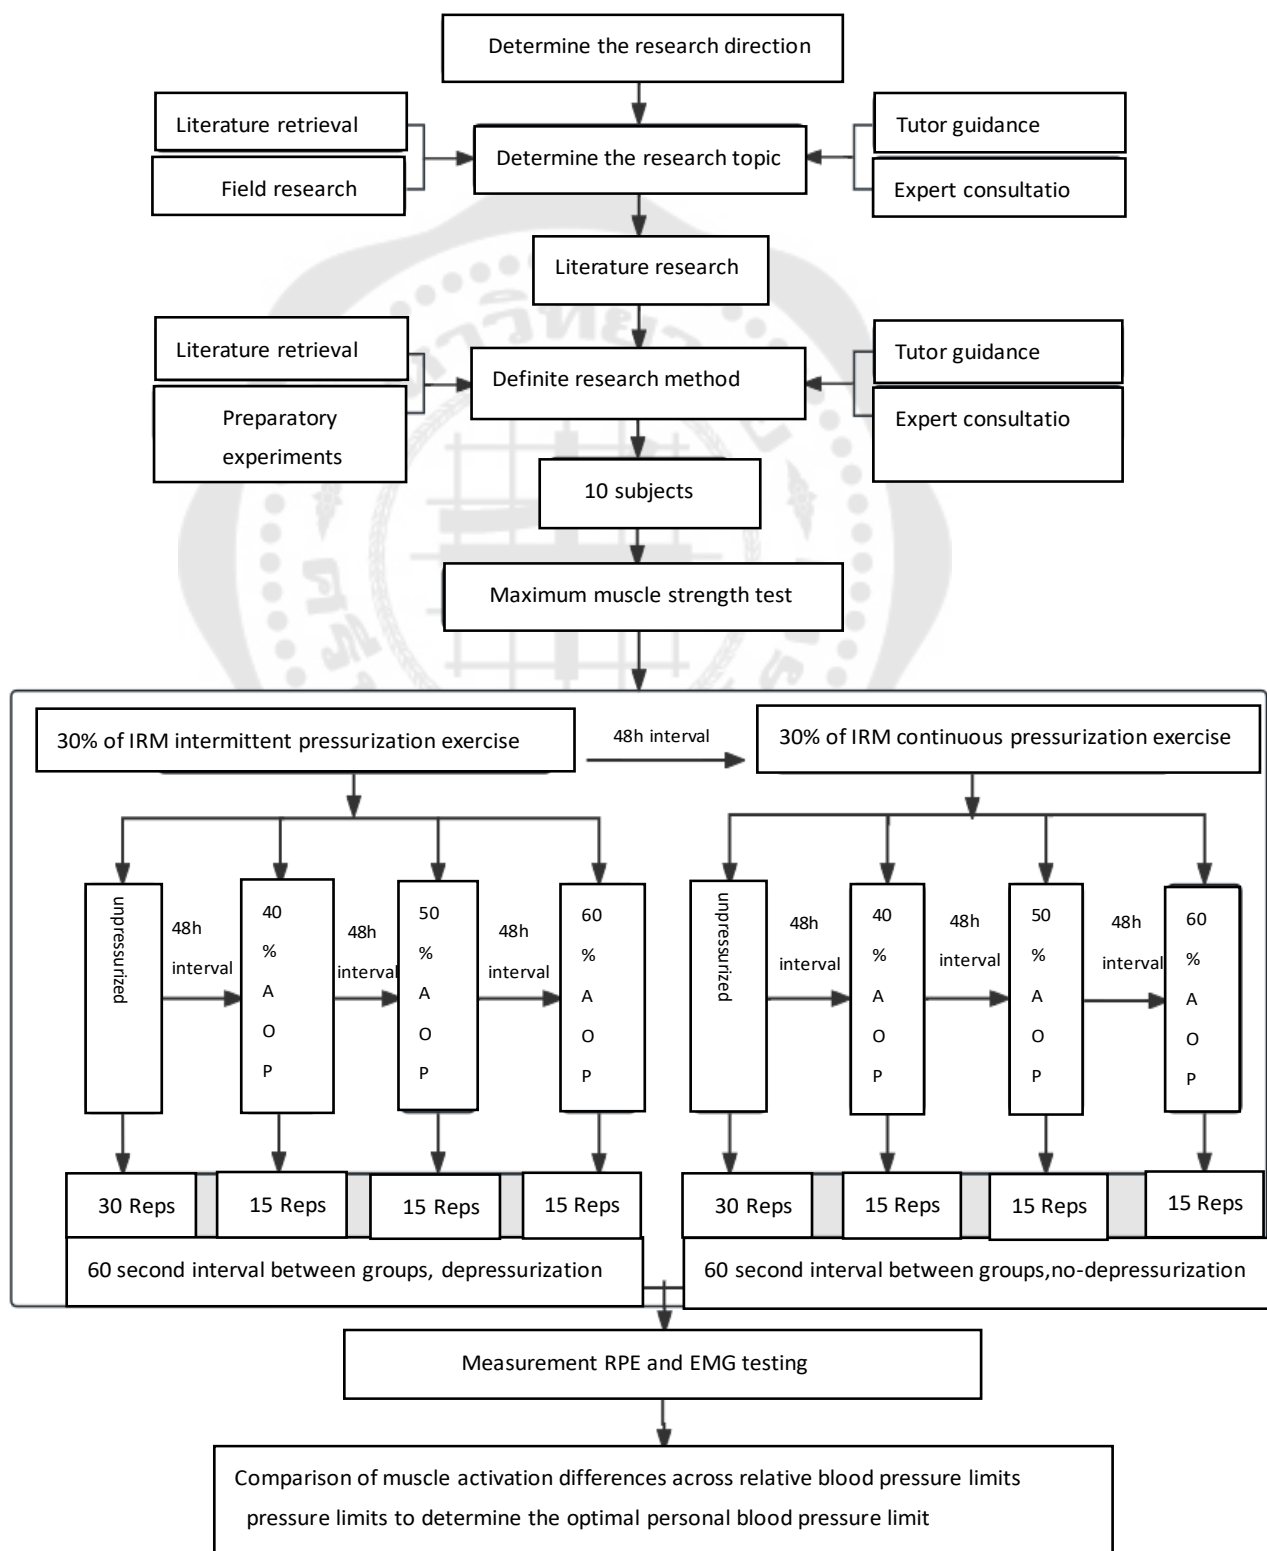 Determine the research direction
Literature retrieval
Tutor guidance
Determine the research topic
Field research
Expert consultatio
Literature research
Literature retrieval
Tutor guidance
Definite research method
Preparatory
experiments
Expert consultatio
10 subjects
Maximum muscle strength test
30% of IRM intermittent pressurization exercise
48h interval
30% of IRM continuous pressurization exercise
unpressurized
48h
interval
40
%
A
O
P
48h
interval
50
%
A
O
P
48h
interval
60
%
A
O
P
unpressurized
48h
interval
40
%
A
O
P
48h
interval
50
%
A
O
P
48h
interval
60
%
A
O
P
30 Reps
15 Reps
15 Reps
15 Reps
30 Reps
15 Reps
15 Reps
15 Reps
60 second interval between groups, depressurization
60 second interval between groups,no-depressurization
Measurement RPE and EMG testing
Comparison of muscle activation differences across relative blood pressure limits
pressure limits to determine the optimal personal blood pressure limit